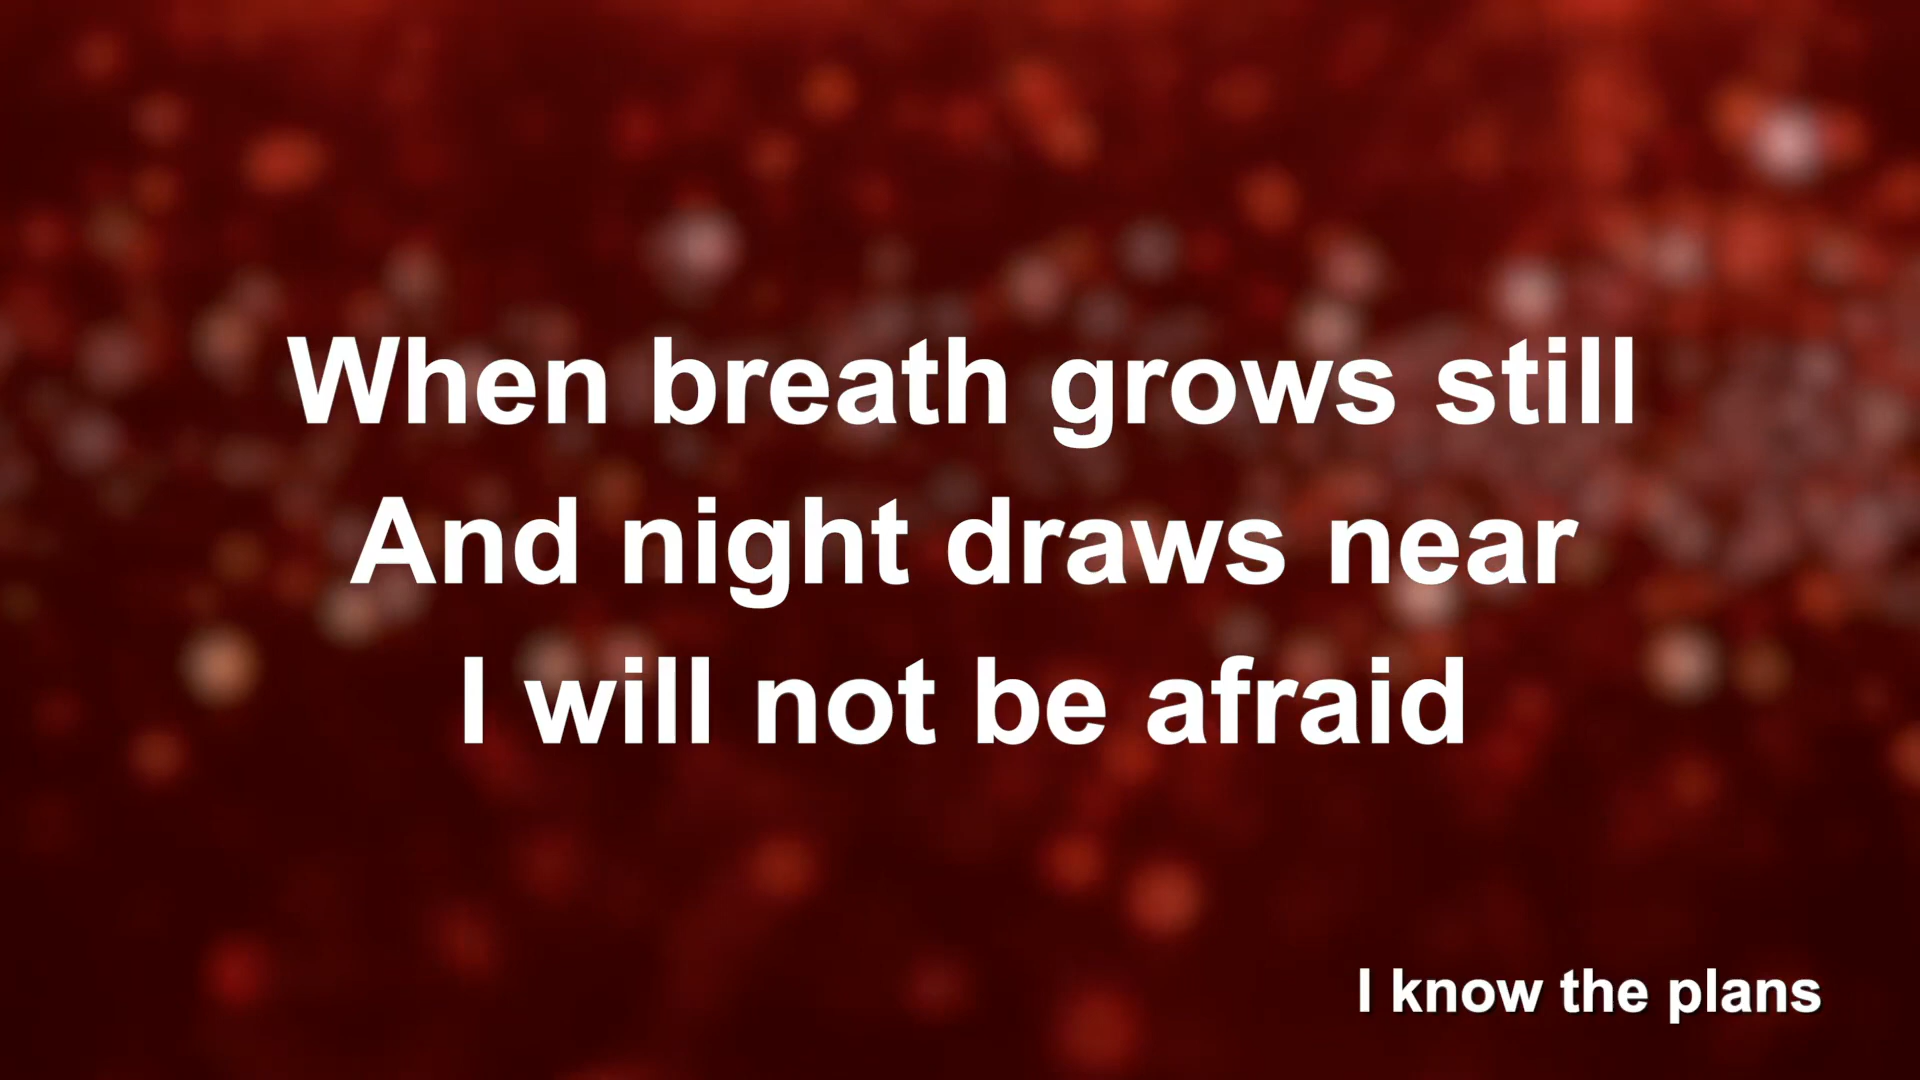 When breath grows still
And night draws near
I will not be afraid
I know the plans